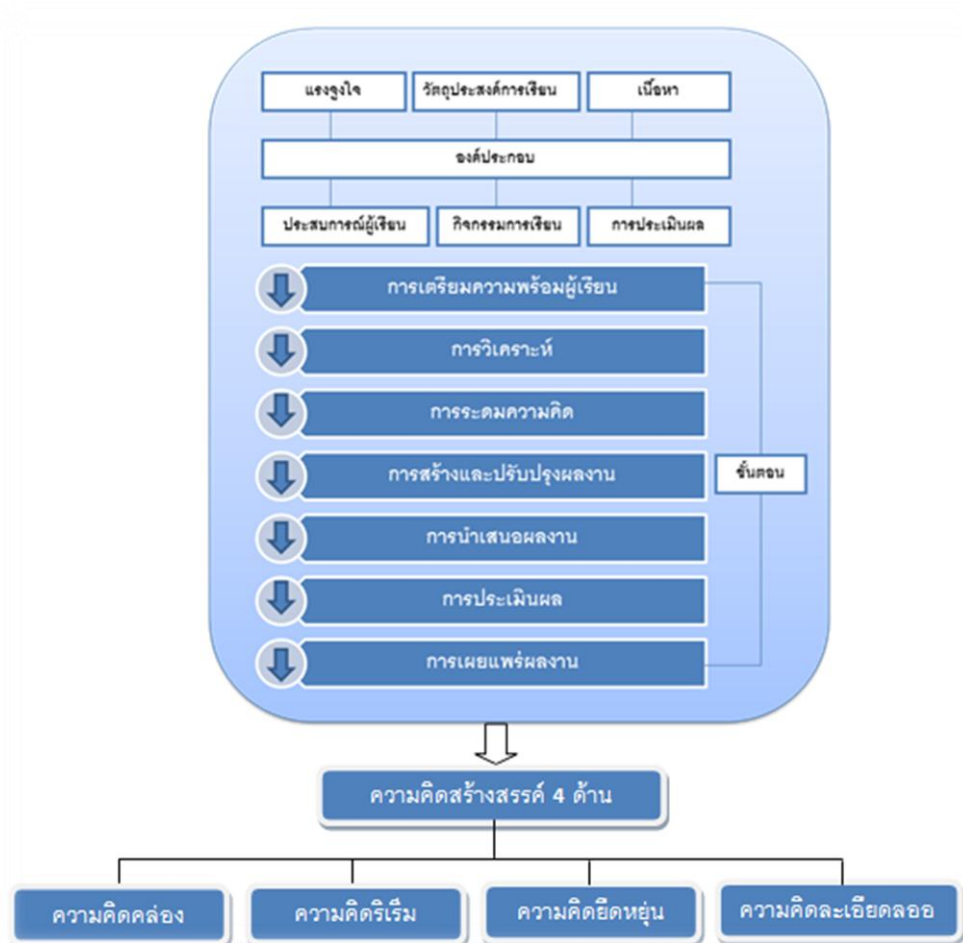 แรงจูงใจ
วัตถุประสงค์การเรียน
เนื้อหา
องค์ประกอบ
ประสบการณ์ผู้เรียน
กิจกรรมการเรียน
การประเมินผล
การเตรียมความพร้อมผู้เรียน
การวิเคราะห์
การระดมความคิด
การสร้างและปรับปรุงผลงาน
ขั้นตอน
การนำเสนอผลงาน
การประเมินผล
การเผยแพร่ผลงาน
ความคิดสร้างสรรค์ 4 ด้าน
ความคิดคล่อง
ความคิดริเริ่ม
ความคิดยืดหยุ่น
ความคิดละเอียดลออ